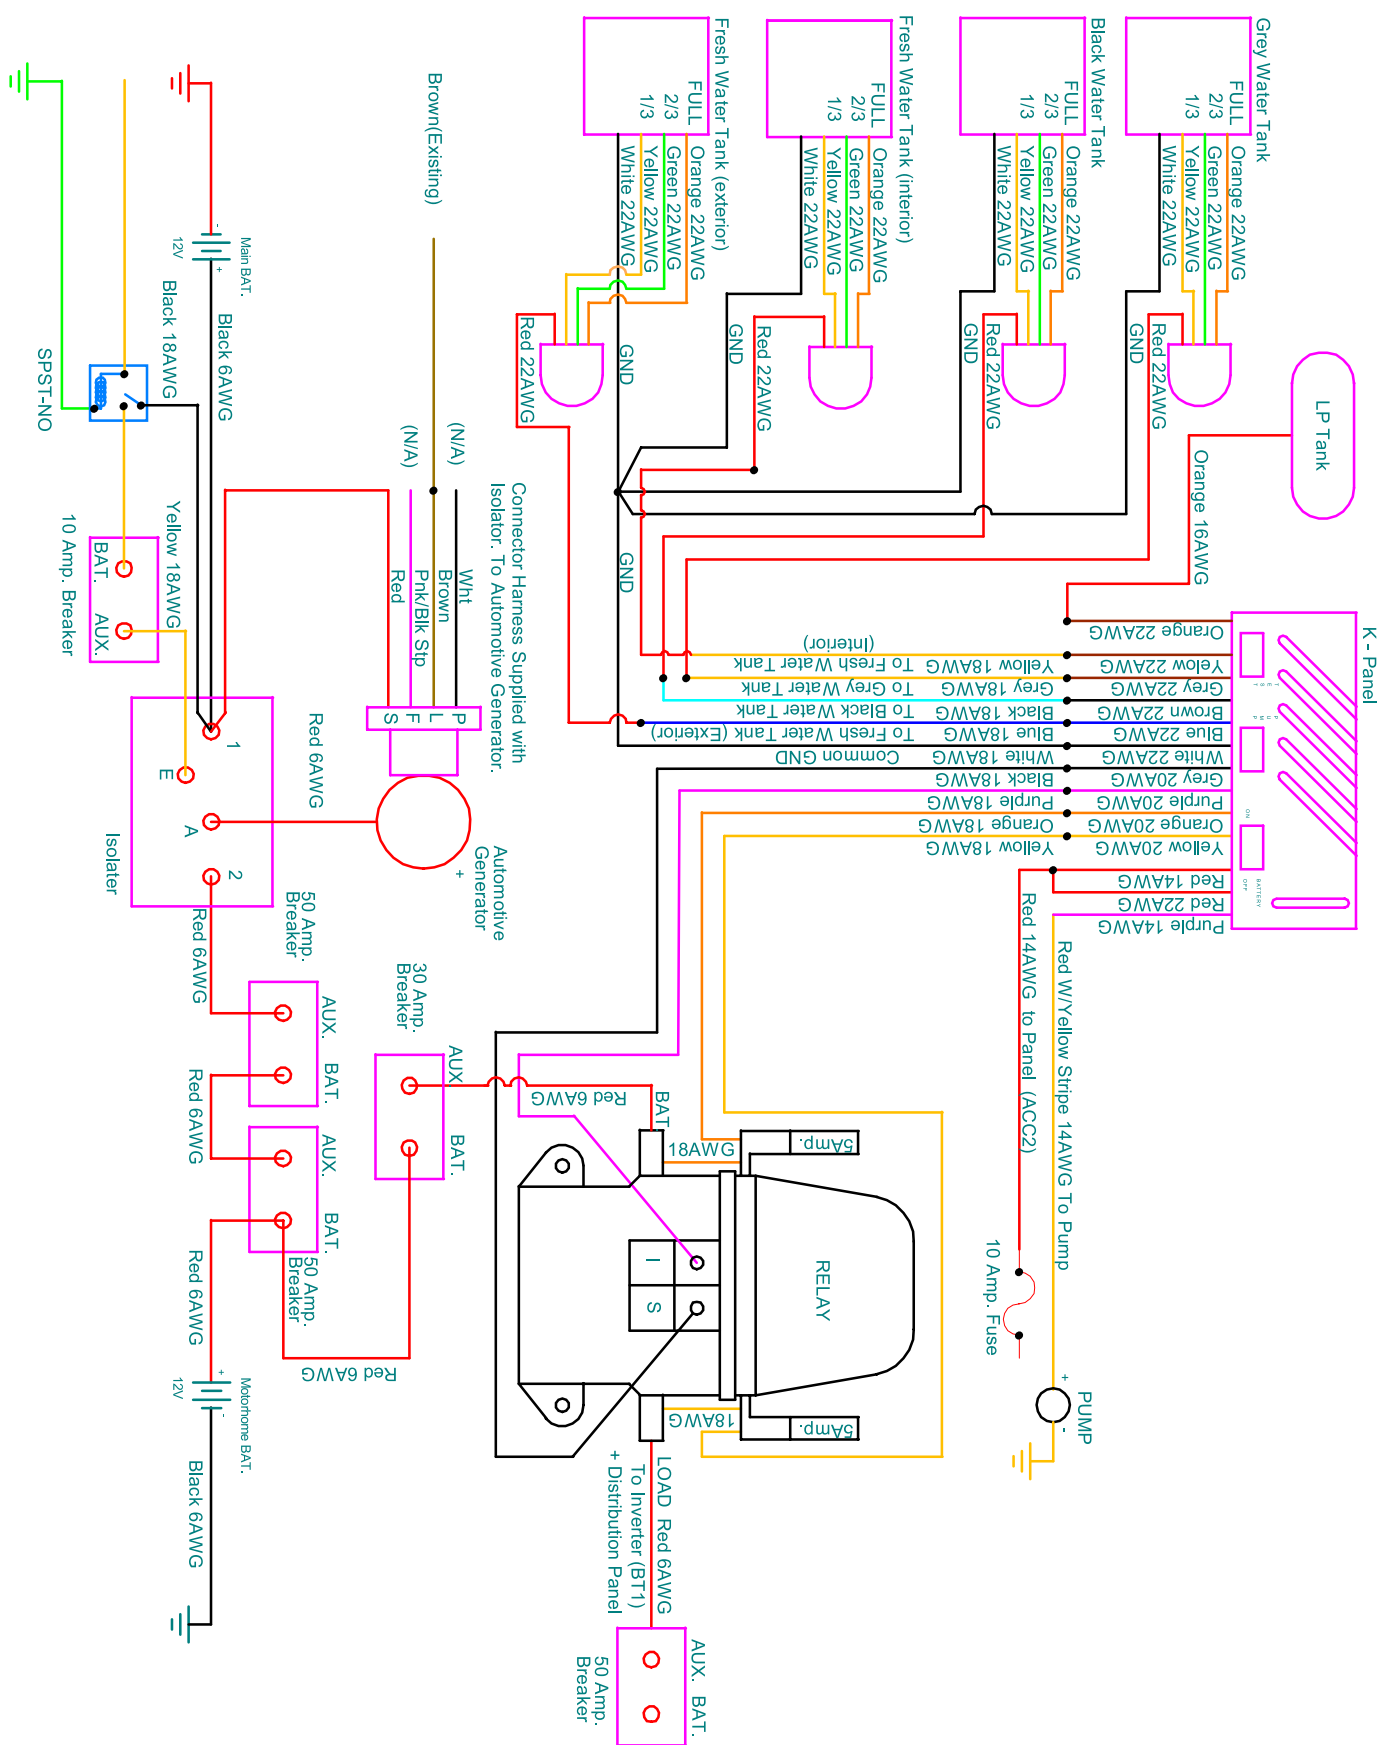 Grey Water Tank
FULL
2/3
1/3
Orange 22AWG
Green 22AWG
Yellow 22AWG
White 22AWG
Red 22AWG
GND
Black Water Tank
FULL
2/3
1/3
Orange 22AWG
Green 22AWG
Yellow 22AWG
White 22AWG
Red 22AWG
GND
Fresh Water Tank (interior)
FULL
2/3
1/3
Orange 22AWG
Green 22AWG
Yellow 22AWG
White 22AWG
Red 22AWG
GND
Fresh Water Tank (exterior)
FULL
2/3
1/3
Orange 22AWG
Green 22AWG
Yellow 22AWG
White 22AWG
GND
Red 22AWG
GND
LP Tank
Orange 16AWG
K - Panel
TEST
PUMP
ON
BATTERY
OFF
Orange 22AWG
Yelow 22AWG
Grey 22AWG
Brown 22AWG
Blue 22AWG
White 22AWG
Grey 20AWG
Purple 20AWG
Orange 20AWG
Yellow 20AWG
Red 14AWG
Red 22AWG
Purple 14AWG
Yellow 18AWG
To Fresh Water Tank
(Interior)
Grey 18AWG
To Grey Water Tank
Black 18AWG
To Black Water Tank
Blue 18AWG
To Fresh Water Tank (Exterior)
White 18AWG
Common GND
Black 18AWG
Purple 18AWG
Orange 18AWG
Yellow 18AWG
Red W/Yellow Stripe 14AWG To Pump
Red 14AWG to Panel (ACC2)
10 Amp. Fuse
+
PUMP
-
Brown(Existing)
(N/A)
(N/A)
Connector Harness Supplied with
Isolator. To Automotive Generator.
Wht
Brown
Pnk/Blk Stp
Red
P
L
F
S
Automotive
Generator
+
Red 6AWG
Main BAT.
-
+
12V
Black 6AWG
Black 18AWG
SPST-NO
Yellow 18AWG
BAT.
AUX.
10 Amp. Breaker
1
E
A
2
Isolater
Red 6AWG
50 Amp.
Breaker
AUX.
BAT.
Red 6AWG
AUX.
BAT.
50 Amp.
Breaker
Red 6AWG
Red 6AWG
30 Amp.
Breaker
AUX
BAT.
Red 6AWG
BAT
18AWG
5Amp.
RELAY
I
S
5Amp.
18AWG
LOAD Red 6AWG
To Inverter (BT1)
+ Distribution Panel
AUX. BAT.
50 Amp.
Breaker
+
Motorhome BAT.
-
12V
Black 6AWG